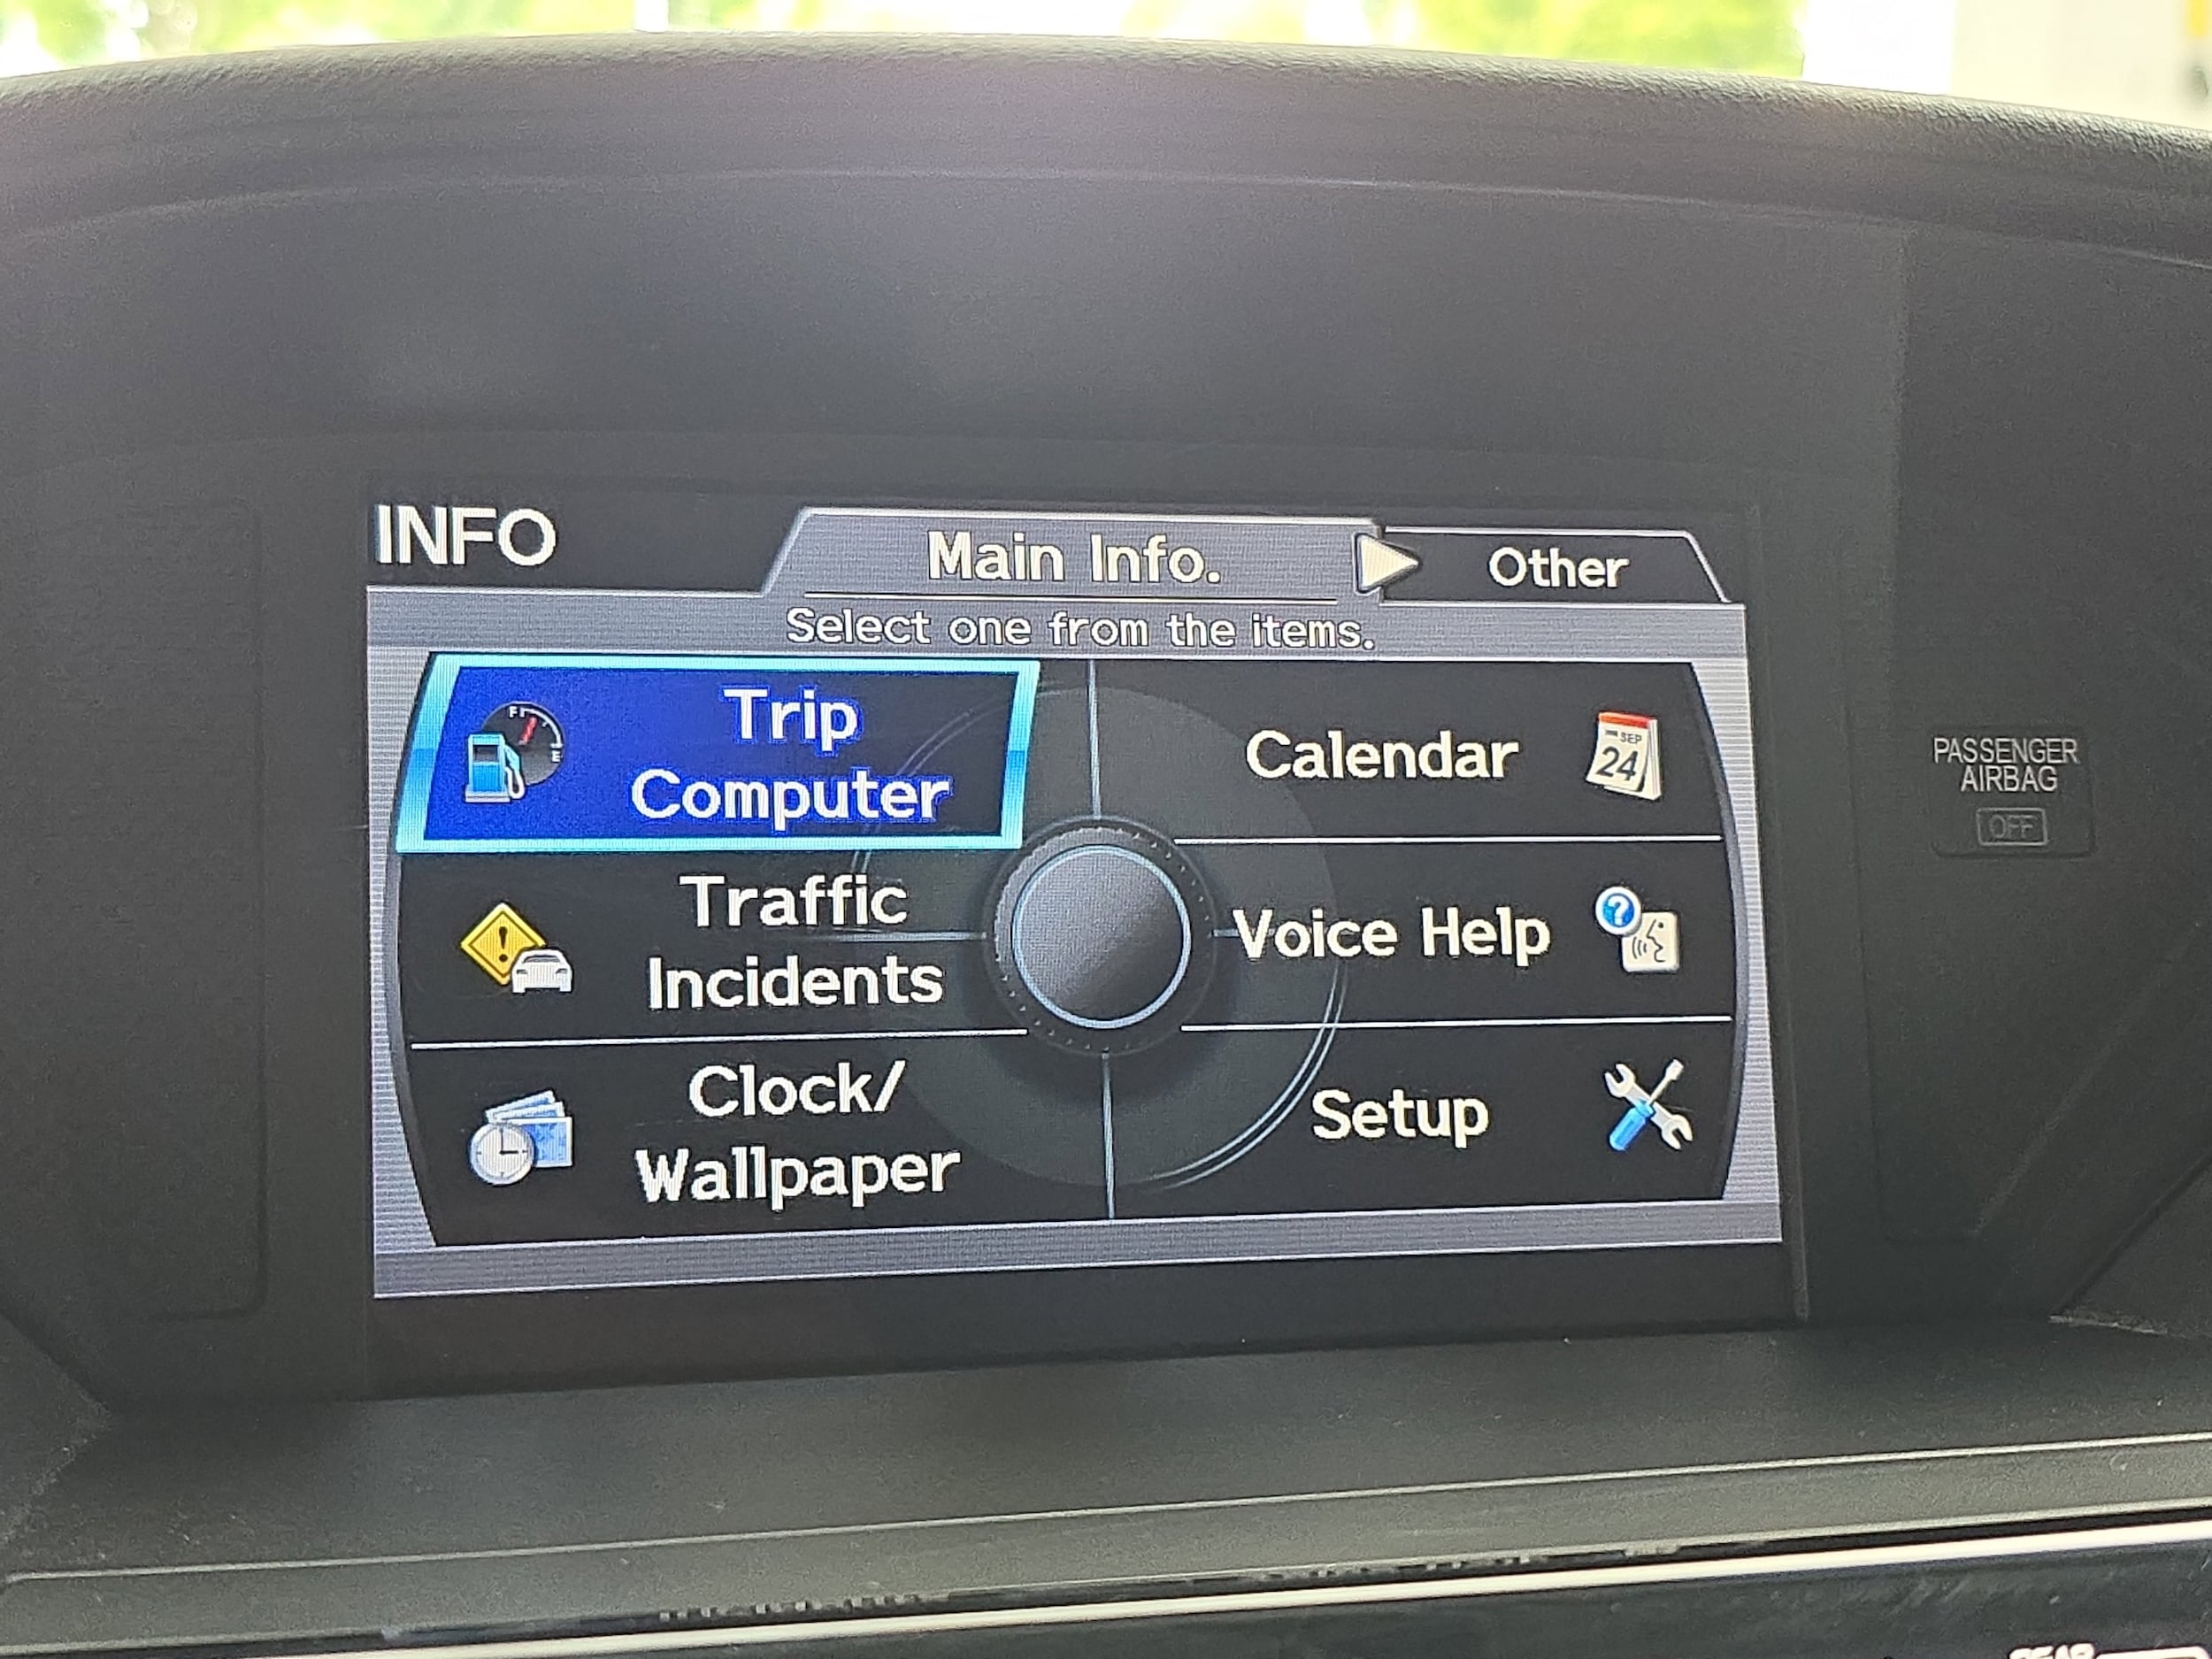 INFO
Main Info.
Other
Select one from the items.
F
E
Trip
Computer
Calendar
SEP
24
PASSENGER
AIRBAG
OFF
Traffic
Incidents
Voice Help
?
Clock/
Wallpaper
Setup
REAR